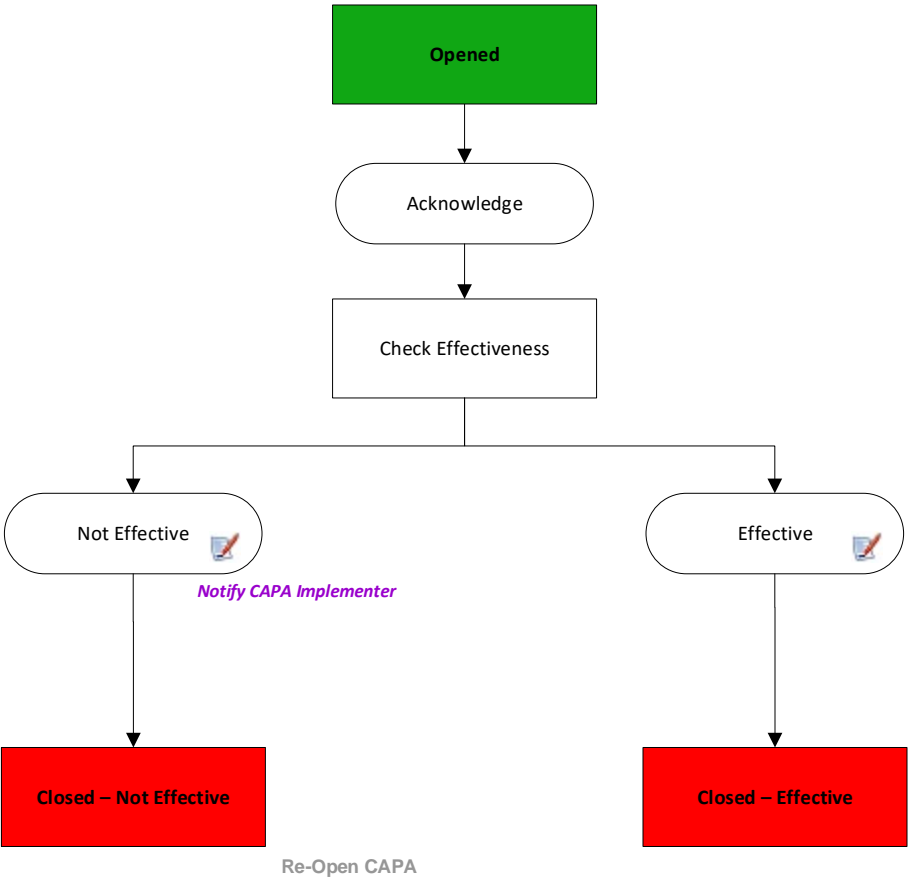 Opened
Acknowledge
Check Effectiveness
Not Effective
Effective
Notify CAPA Implementer
Closed – Not Effective
Closed – Effective
Re-Open CAPA